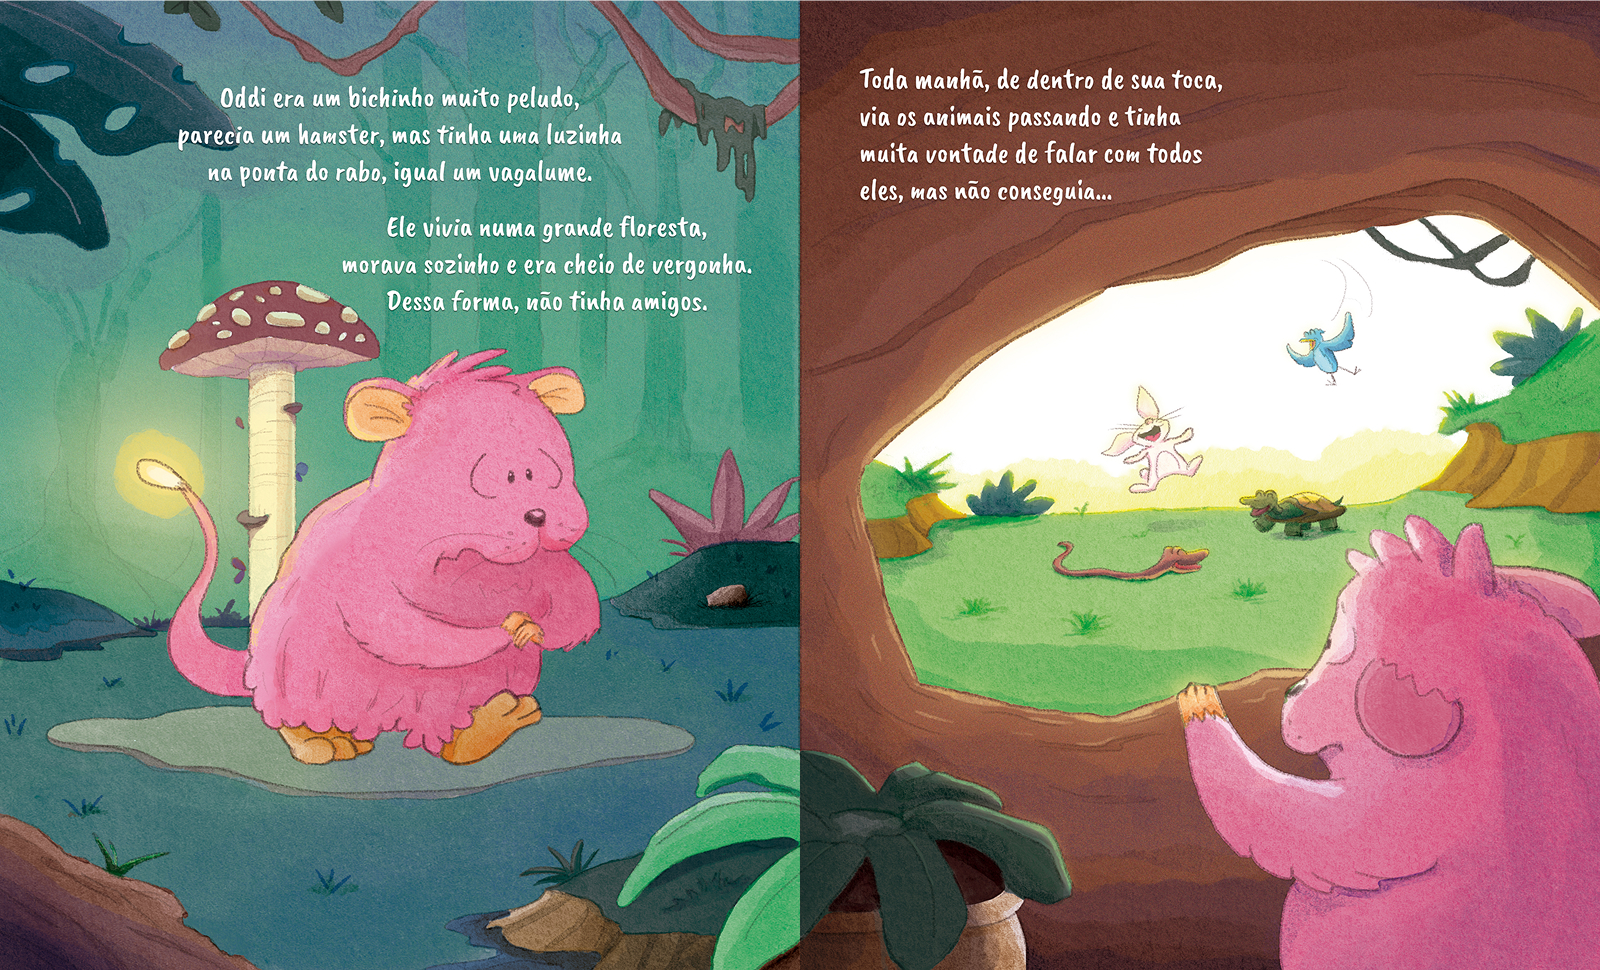 Oddi era um bichinho muito peludo,
parecia um hamster, mas tinha uma luzinha
na ponta do rabo, igual um vagalume.
Ele vivia numa grande floresta,
morava sozinho e era cheio de vergonha.
Dessa forma, não tinha amigos.
Toda manhã, de dentro de sua toca,
via os animais passando e tinha
muita vontade de falar com todos
eles, mas não conseguia...